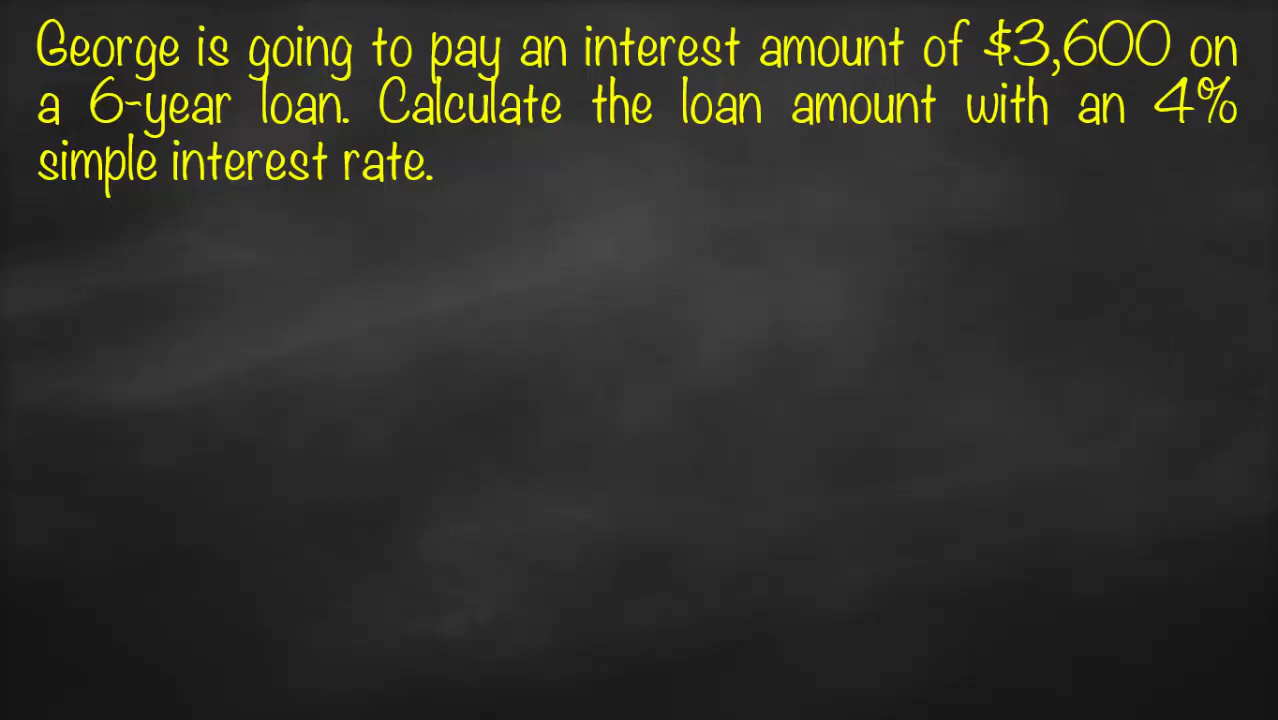 George is going to pay an interest amount of $3,600 on
a 6-year loan. Calculate the loan amount with an 4%
simple interest rate.